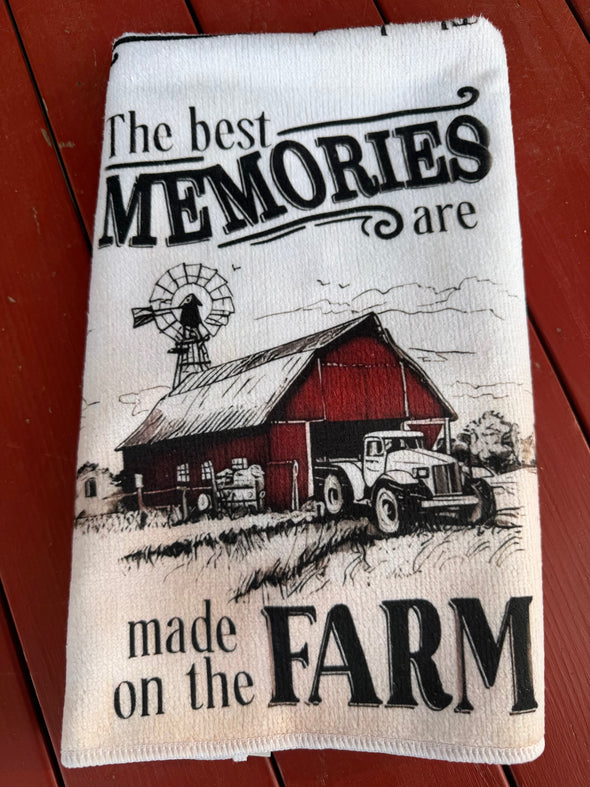 The best
MEMORIES
are
made
on the
FARM